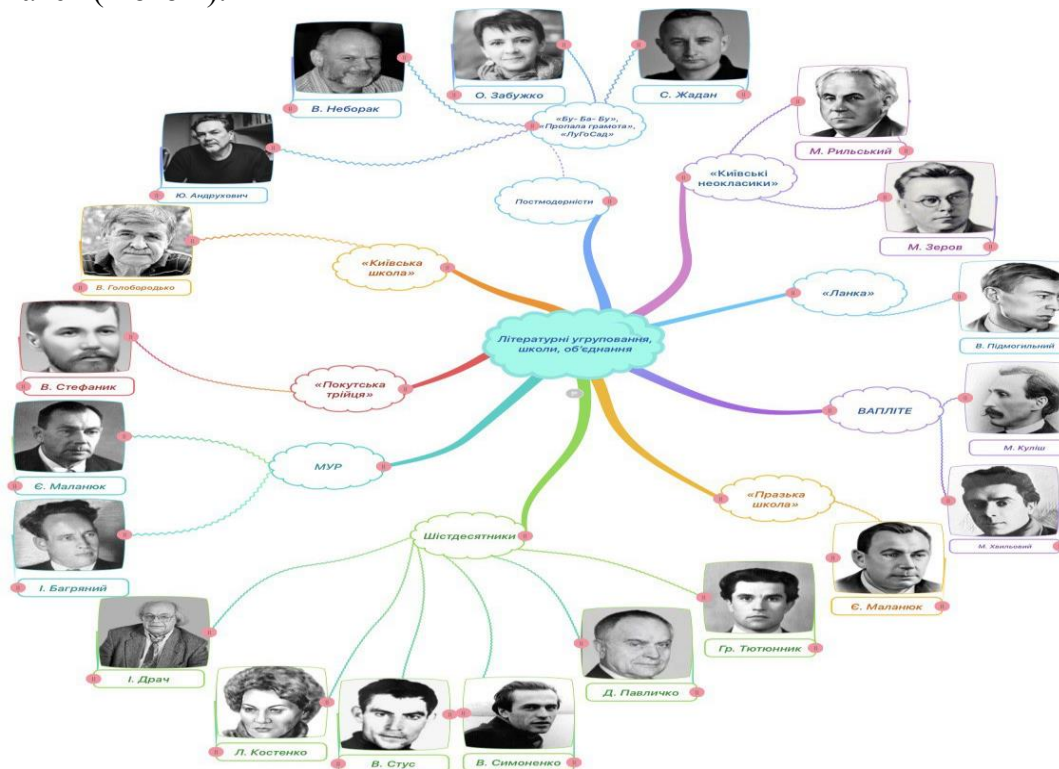 В. Неборак
О. Забужко
С. Жадан
«Бу- Ба- Бу»,
«Пропала грамота»,
«ЛуГоСад»
М. Рильський
Ю. Андрухович
Постмодерністи
«Київські
неокласики»
М. Зеров
В. Голобородько
«Київська
школа»
«Ланка»
В. Підмогильний
Літературні угруповання,
школи, об'єднання
В. Стефаник
«Покутська
трійця»
ВАПЛІТЕ
М. Куліш
Є. Маланюк
МУР
«Празька
школа»
М. Хвильовий
Шістдесятники
І. Багряний
Є. Маланюк
Гр. Тютюнник
І. Драч
Д. Павличко
Л. Костенко
В. Стус
В. Симоненко